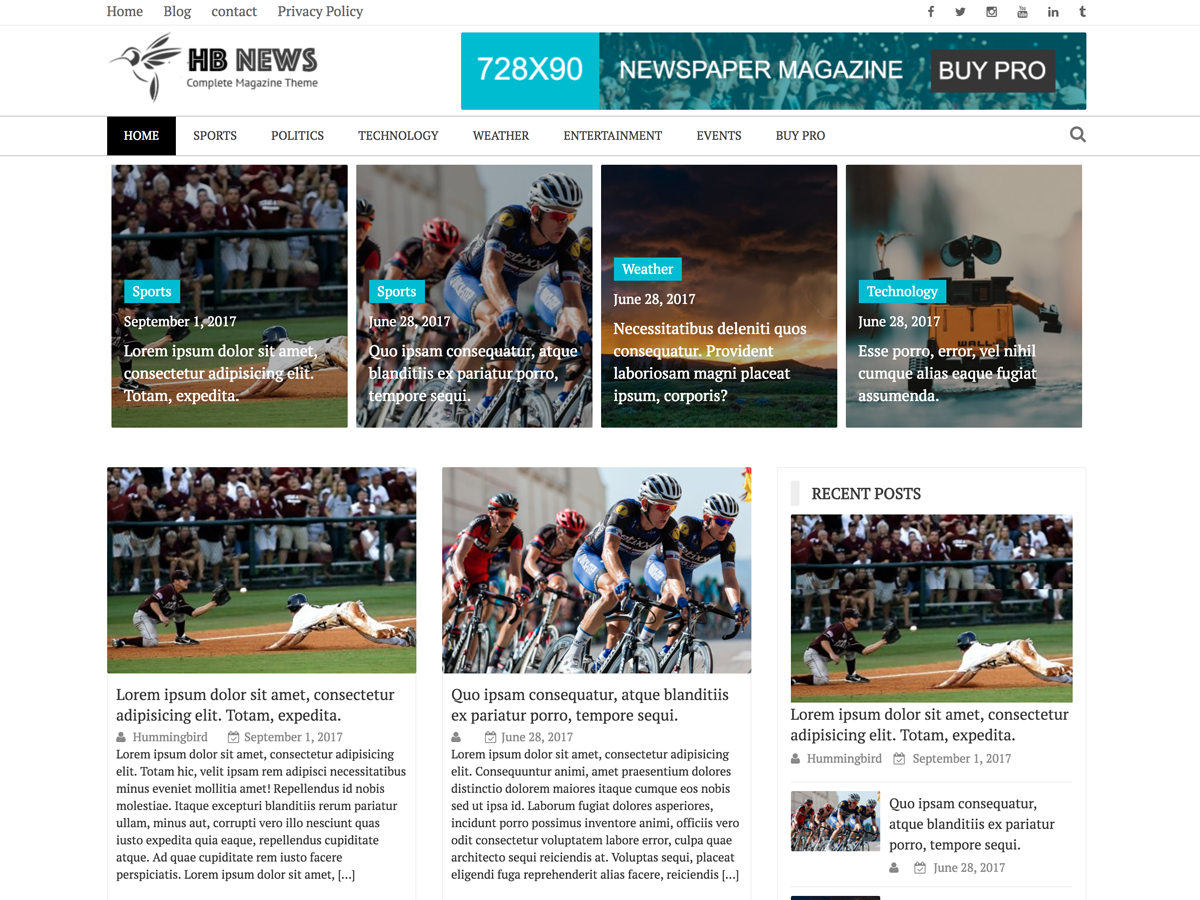 Home Blog contact Privacy Policy
HB NEWS
Complete Magazine Theme
728X90 NEWSPAPER MAGAZINE BUY PRO
HOME SPORTS POLITICS TECHNOLOGY WEATHER ENTERTAINMENT EVENTS BUY PRO
Sports
September 1, 2017
Lorem ipsum dolor sit amet,
consectetur adipisicing elit.
Totam, expedita.
Sports
June 28, 2017
Quo ipsam consequatur, atque
blanditiis ex pariatur porro,
tempore sequi.
Weather
June 28, 2017
Necessitatibus deleniti quos
consequatur. Provident
laboriosam magni placeat
ipsum, corporis?
Technology
June 28, 2017
Esse porro, error, vel nihil
cumque alias eaque fugiat
assumenda.
WALL
Lorem ipsum dolor sit amet, consectetur
adipisicing elit. Totam, expedita.
Hummingbird September 1, 2017
Lorem ipsum dolor sit amet, consectetur adipisicing
elit. Totam hic, velit ipsam rem adipisci necessitatibus
minus eveniet mollitia amet! Repellendus id nobis
molestiae. Itaque excepturi blanditiis rerum pariatur
ullam, minus aut, corrupti vero illo nesciunt quas
iusto expedita quia eaque, repellendus cupiditate
atque. Ad quae cupiditate rem iusto facere
perspiciatis. Lorem ipsum dolor sit amet, [...]
Quo ipsam consequatur, atque blanditiis
ex pariatur porro, tempore sequi.
June 28, 2017
Lorem ipsum dolor sit amet, consectetur adipisicing
elit. Consequuntur animi, amet praesentium dolores
distinctio dolorem maiores itaque cumque eos nobis
sed ut ipsa id. Laborum fugiat dolores asperiores,
incidunt porro possimus inventore animi, officiis vero
odit consectetur voluptatem labore error, culpa quae
architecto sequi reiciendis at. Voluptas sequi, placeat
eligendi fuga reprehenderit alias facere, reiciendis [...]
RECENT POSTS
Lorem ipsum dolor sit amet, consectetur
adipisicing elit. Totam, expedita.
Hummingbird September 1, 2017
Quo ipsam consequatur,
atque blanditiis ex pariatur
porro, tempore sequi.
June 28, 2017